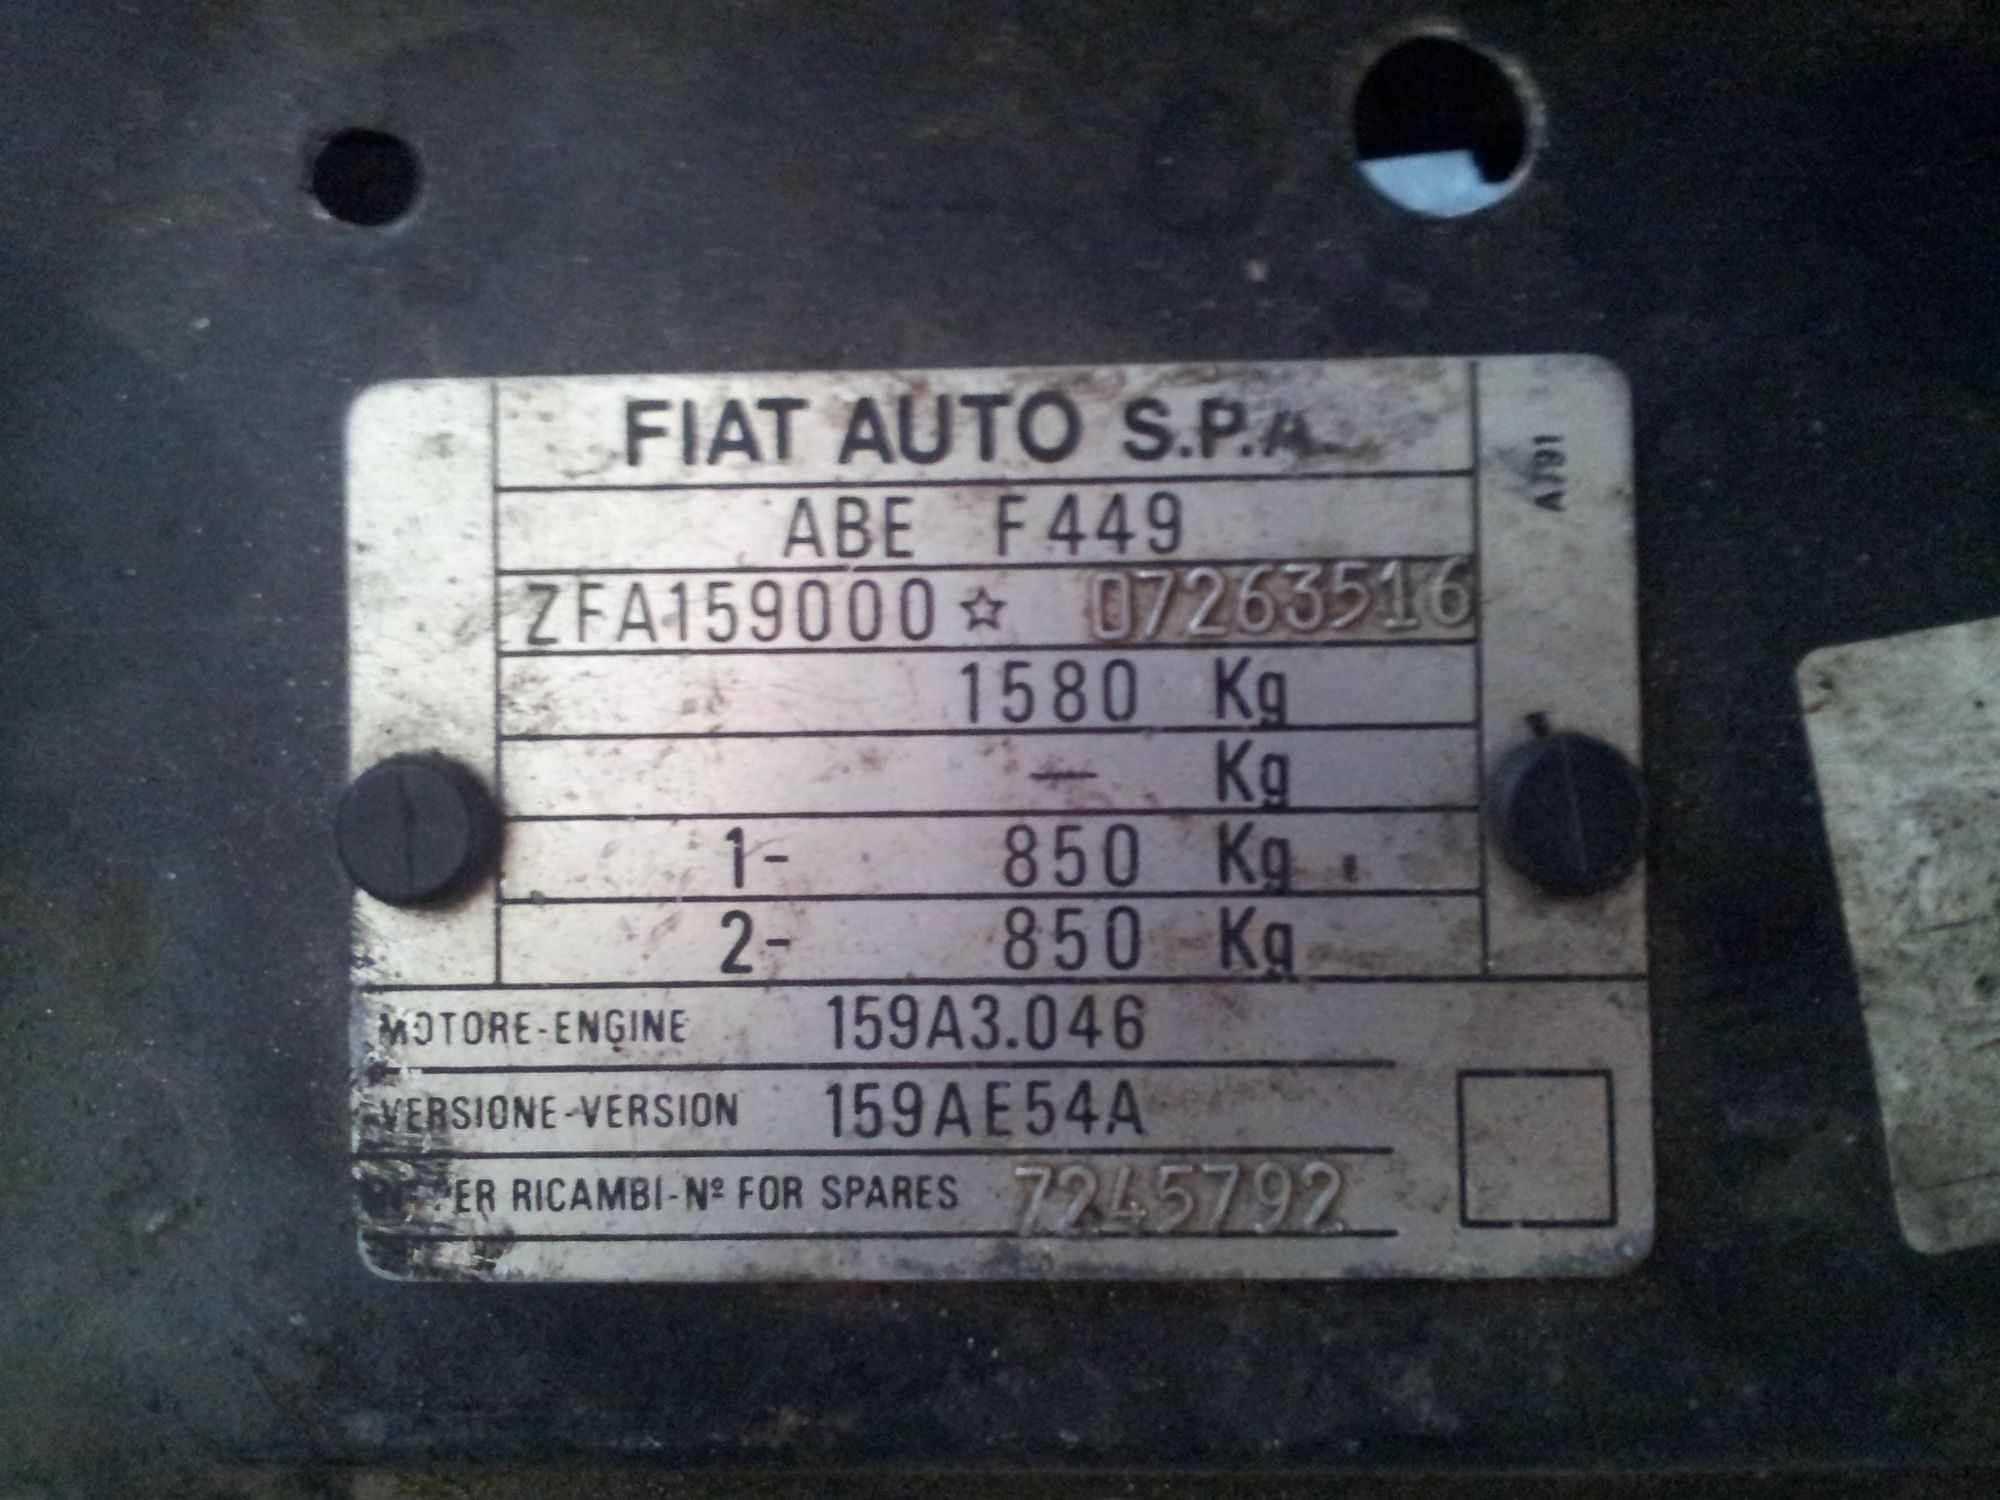 FIAT AUTO S.P.A.
A791
ABE F449
ZFA159000☆ 07263516
1580 Kg
— Kg
1- 850 Kg
2- 850 Kg
MOTORE-ENGINE 159A3.046
VERSIONE-VERSION 159AE54A
RICAMBI-Nº FOR SPARES 7245792